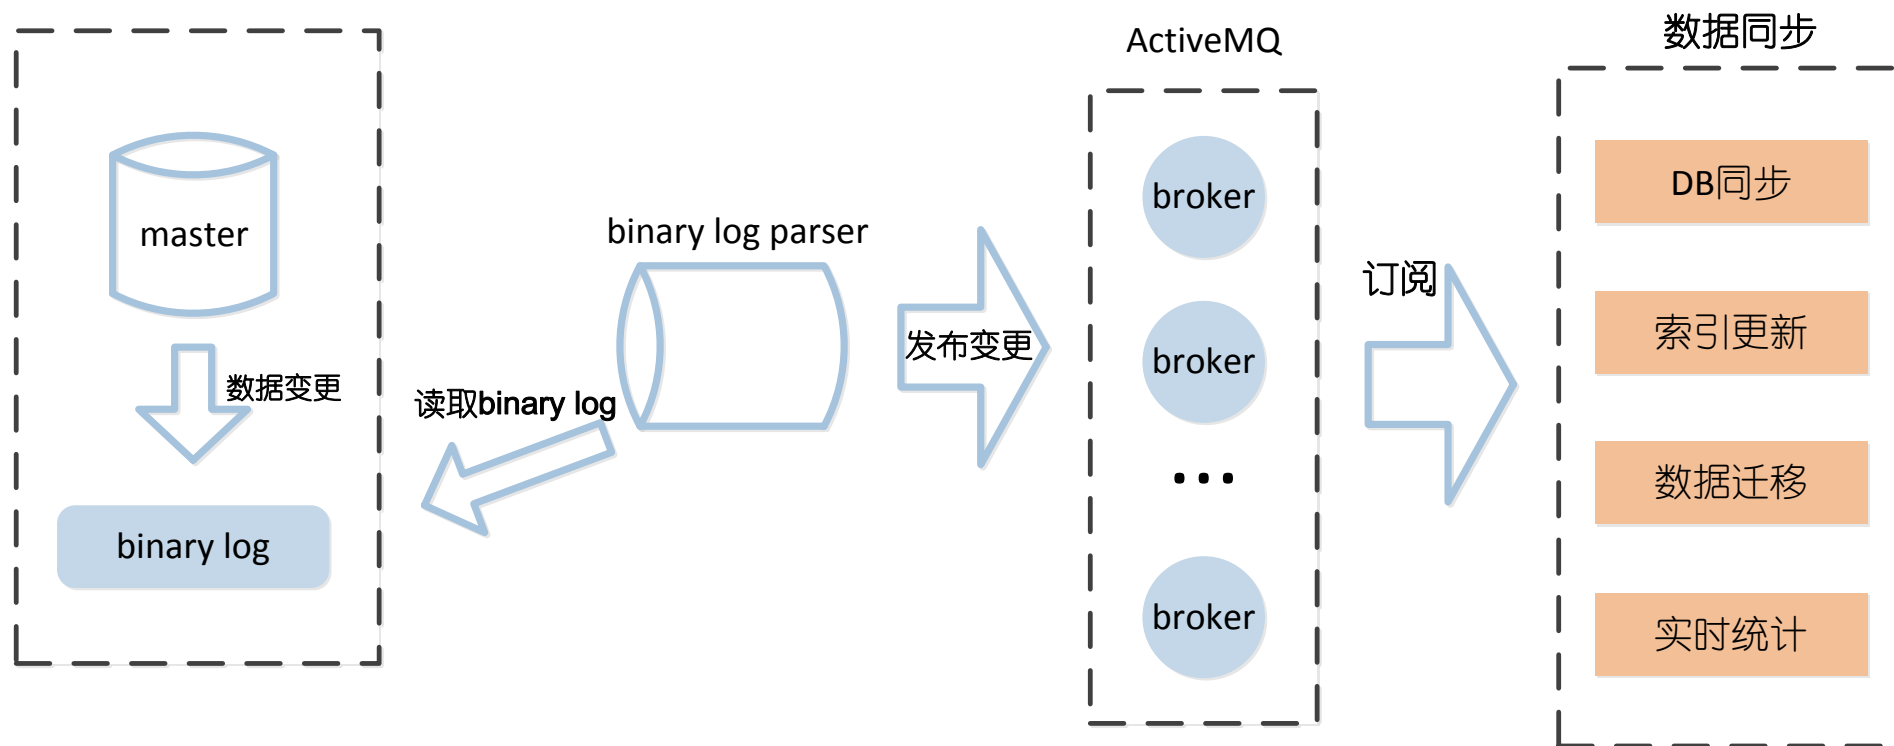 master
数据变更
binary log
读取binary log
binary log parser
发布变更
ActiveMQ
broker
broker
...
broker
订阅
数据同步
DB同步
索引更新
数据迁移
实时统计